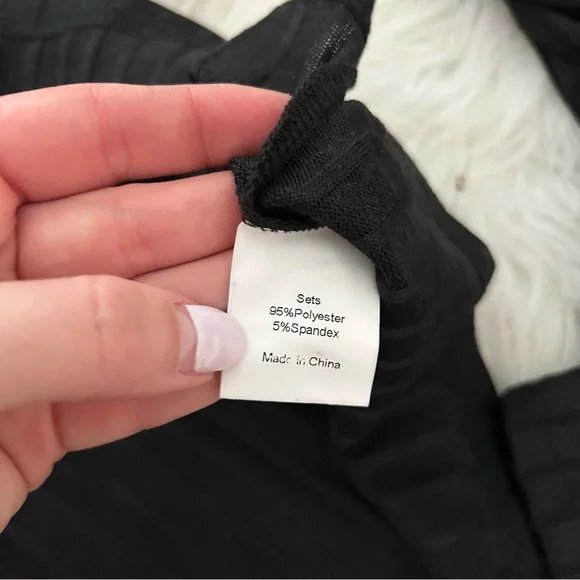 Sets
95%Polyester
5%Spandex
Made in China